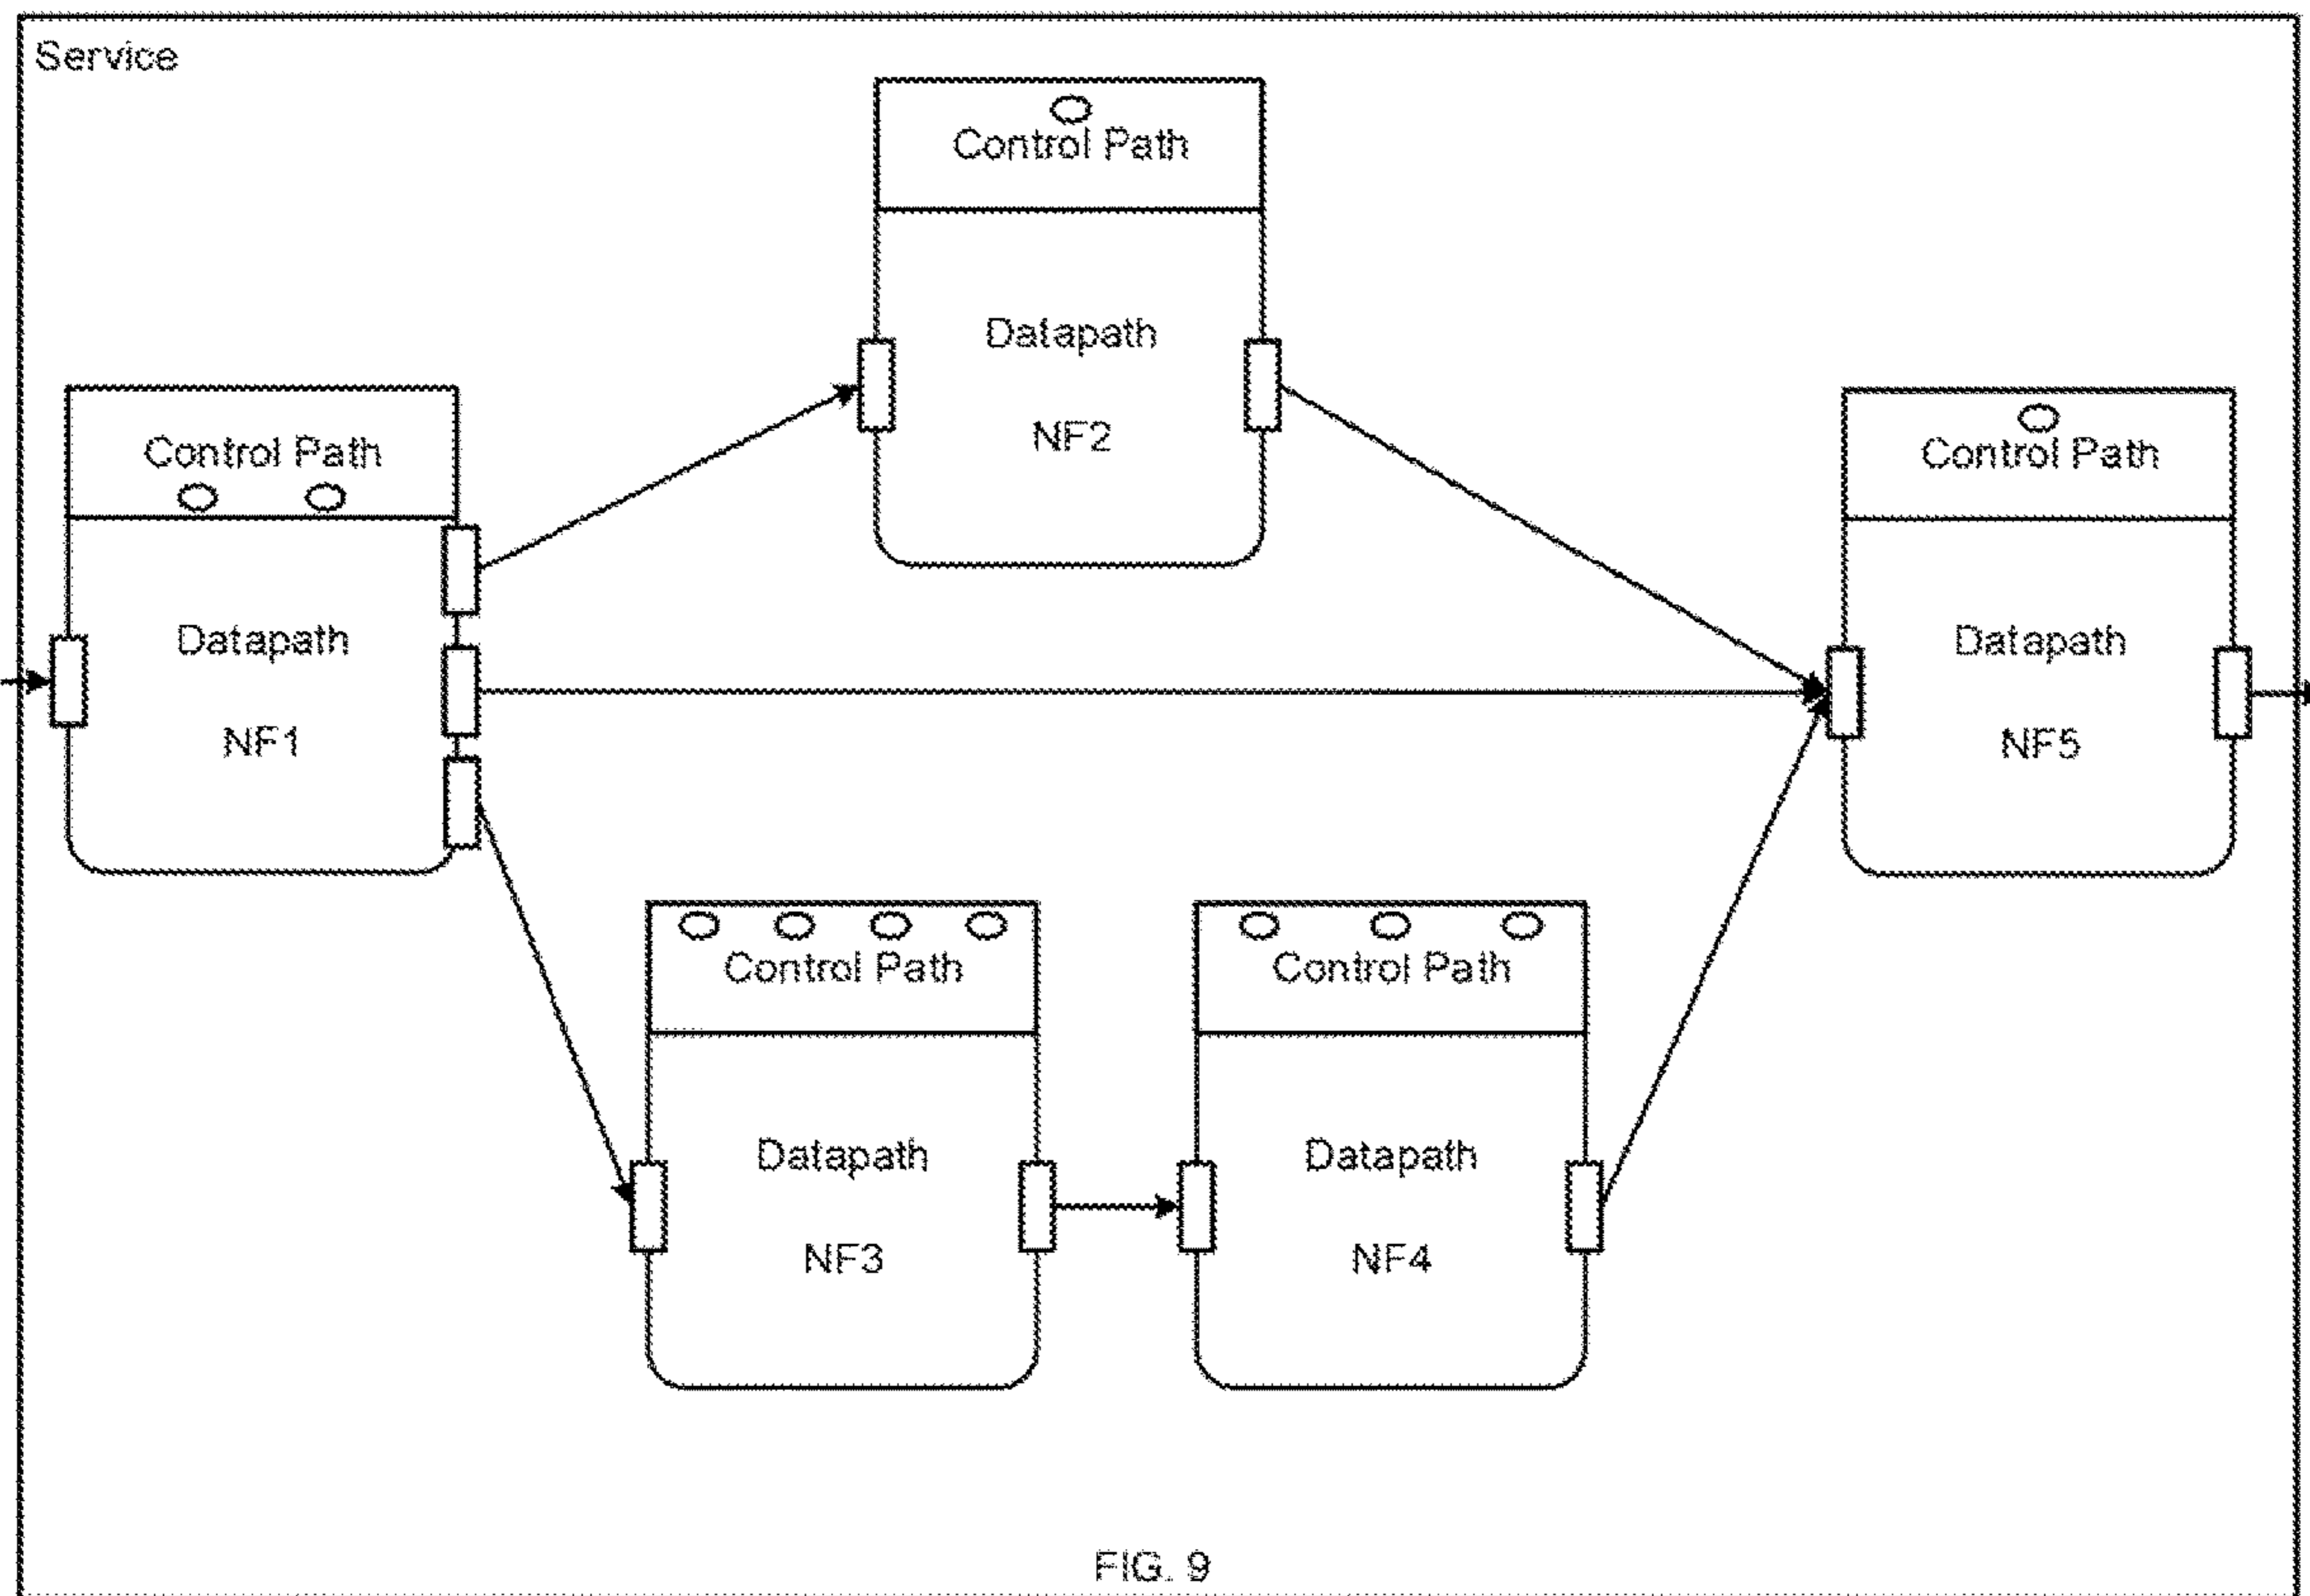 Service
Control Path
Datapath
NF2
Control Path
Datapath
NF1
Control Path
Datapath
NF5
Control Path
Datapath
NF3
Control Path
Datapath
NF4
FIG. 9